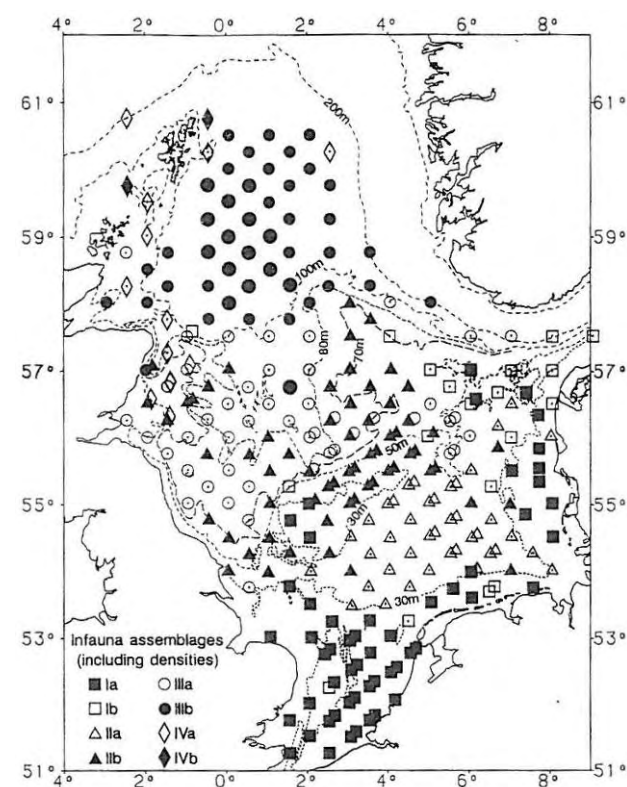 4° 2° 0° 2° 4° 6° 8°
61° 61°
200m
59° 59°
100m
80m
70m
57° 57°
50m
55° 55°
30m
30m
53° 53°
Infauna assemblages
(including densities)
Ia IIIa
Ib IIIb
IIa IVa
IIb IVb
51° 51°
4° 2° 0° 2° 4° 6° 8°